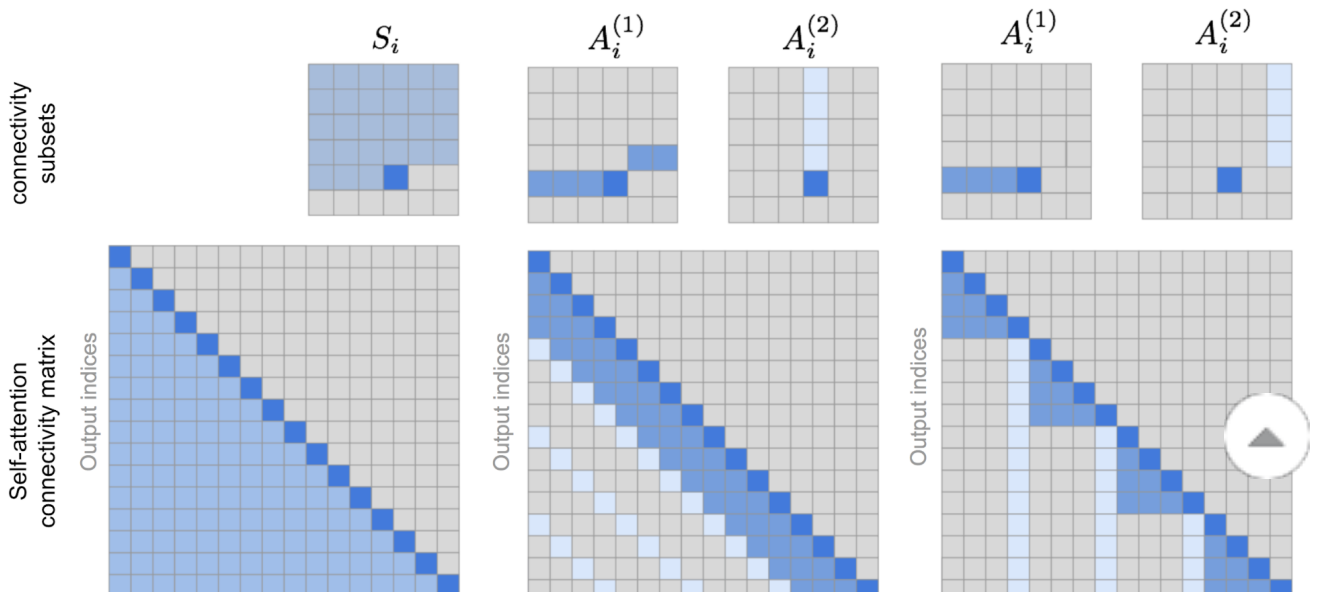 S_i
A_i^{(1)}
A_i^{(2)}
A_i^{(1)}
A_i^{(2)}
connectivity
subsets
Self-attention
connectivity matrix
Output indices
Output indices
Output indices